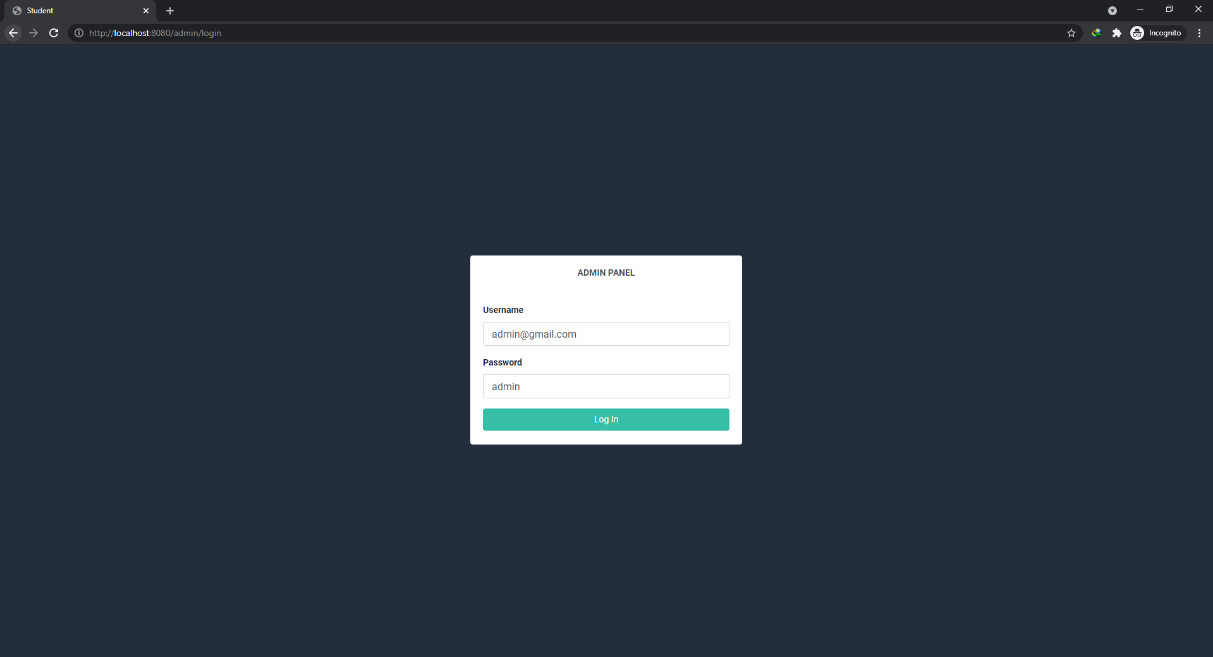 Student
http://localhost:8080/admin/login
Incognito
ADMIN PANEL
Username
admin@gmail.com
Password
admin
Log In